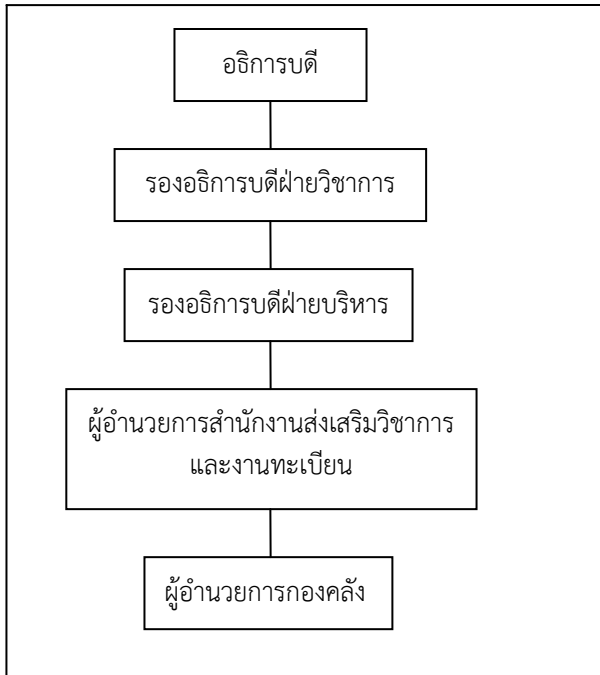 อธิการบดี
รองอธิการบดีฝ่ายวิชาการ
รองอธิการบดีฝ่ายบริหาร
ผู้อำนวยการสำนักงานส่งเสริมวิชาการ
และงานทะเบียน
ผู้อำนวยการกองคลัง